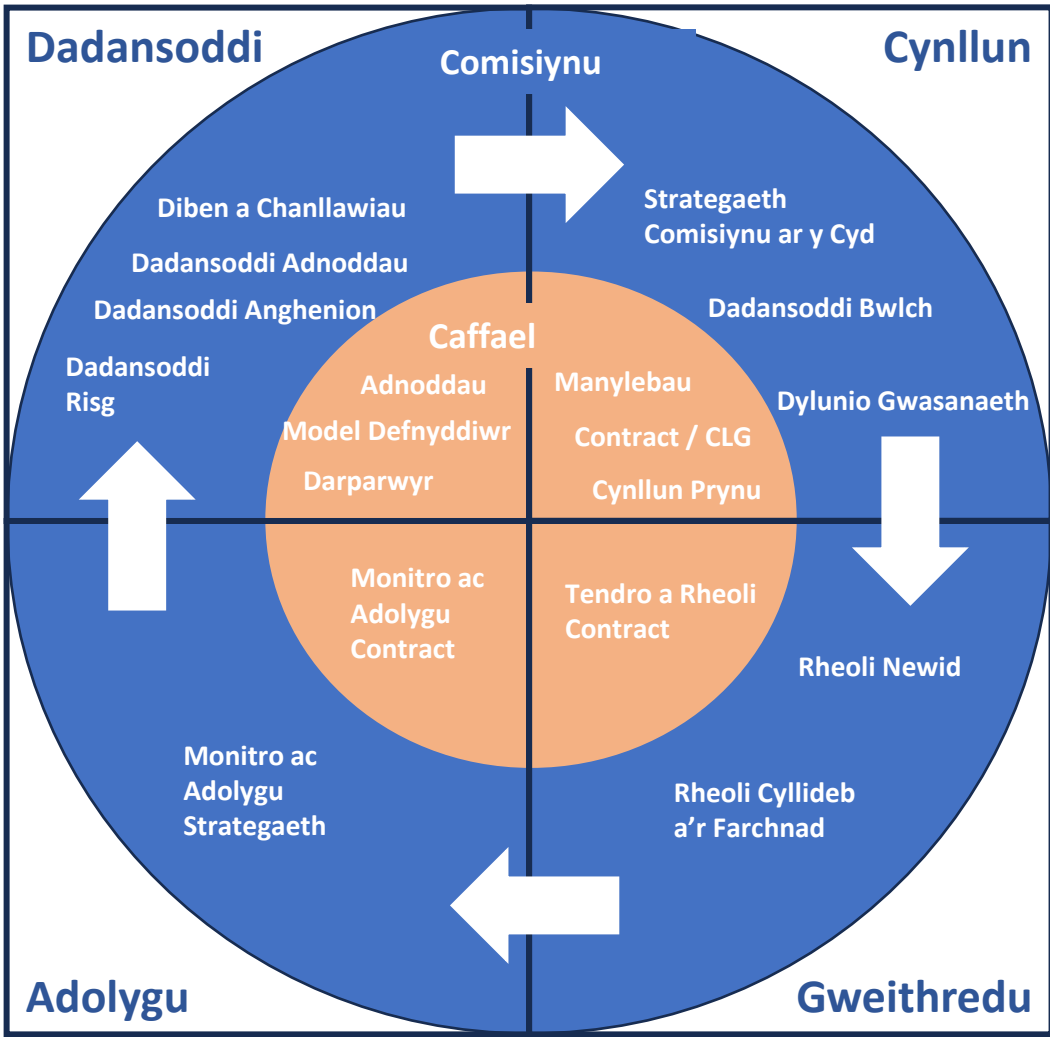 Dadansoddi
Cynllun
Comisiynu
Diben a Chanllawiau
Dadansoddi Adnoddau
Dadansoddi Anghenion
Dadansoddi
Risg
Strategaeth
Comisiynu ar y Cyd
Dadansoddi Bwlch
Dylunio Gwasanaeth
Caffael
Adnoddau
Model Defnyddiwr
Darparwyr
Manylebau
Contract / CLG
Cynllun Prynu
Monitro ac
Adolygu
Contract
Tendro a Rheoli
Contract
Rheoli Newid
Rheoli Cyllideb
a’r Farchnad
Monitro ac
Adolygu
Strategaeth
Adolygu
Gweithredu